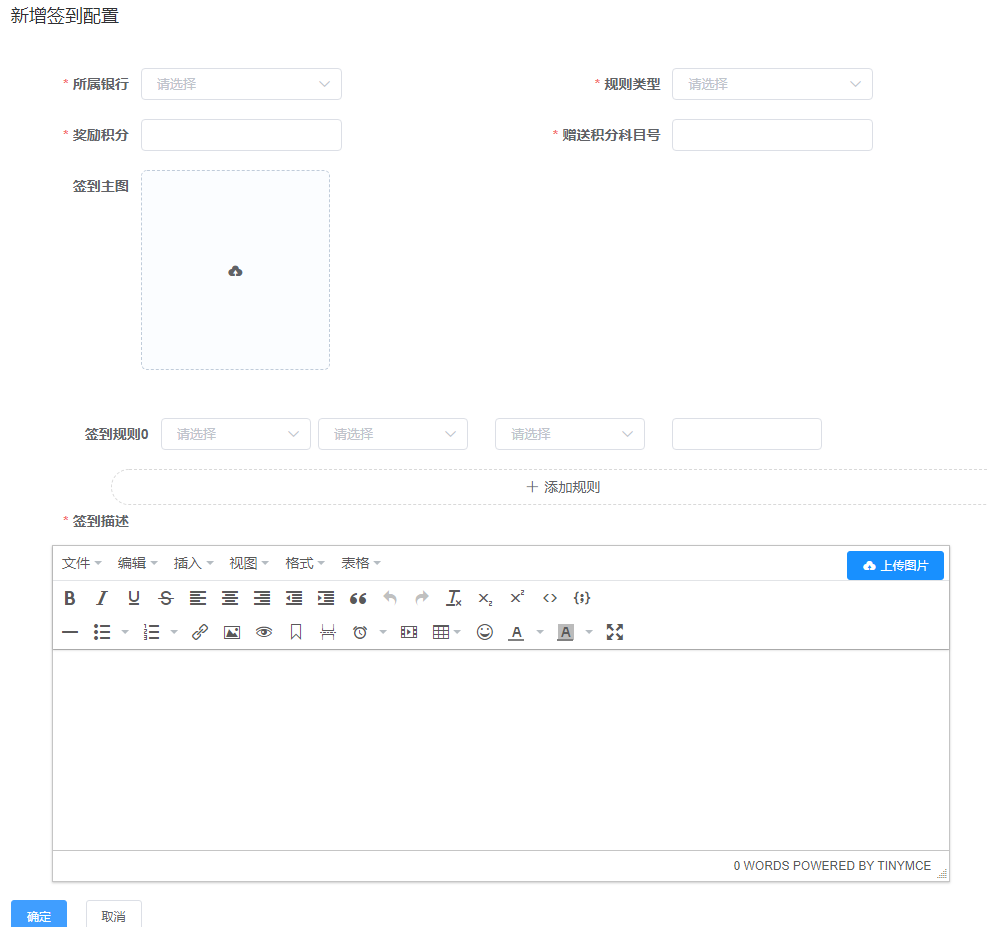 新增签到配置
* 所属银行 请选择 * 规则类型 请选择
* 奖励积分 * 赠送积分科目号
签到主图
签到规则0 请选择 请选择 请选择
+ 添加规则
* 签到描述
文件 编辑 插入 视图 格式 表格 上传图片
0 WORDS POWERED BY TINYMCE
确定 取消